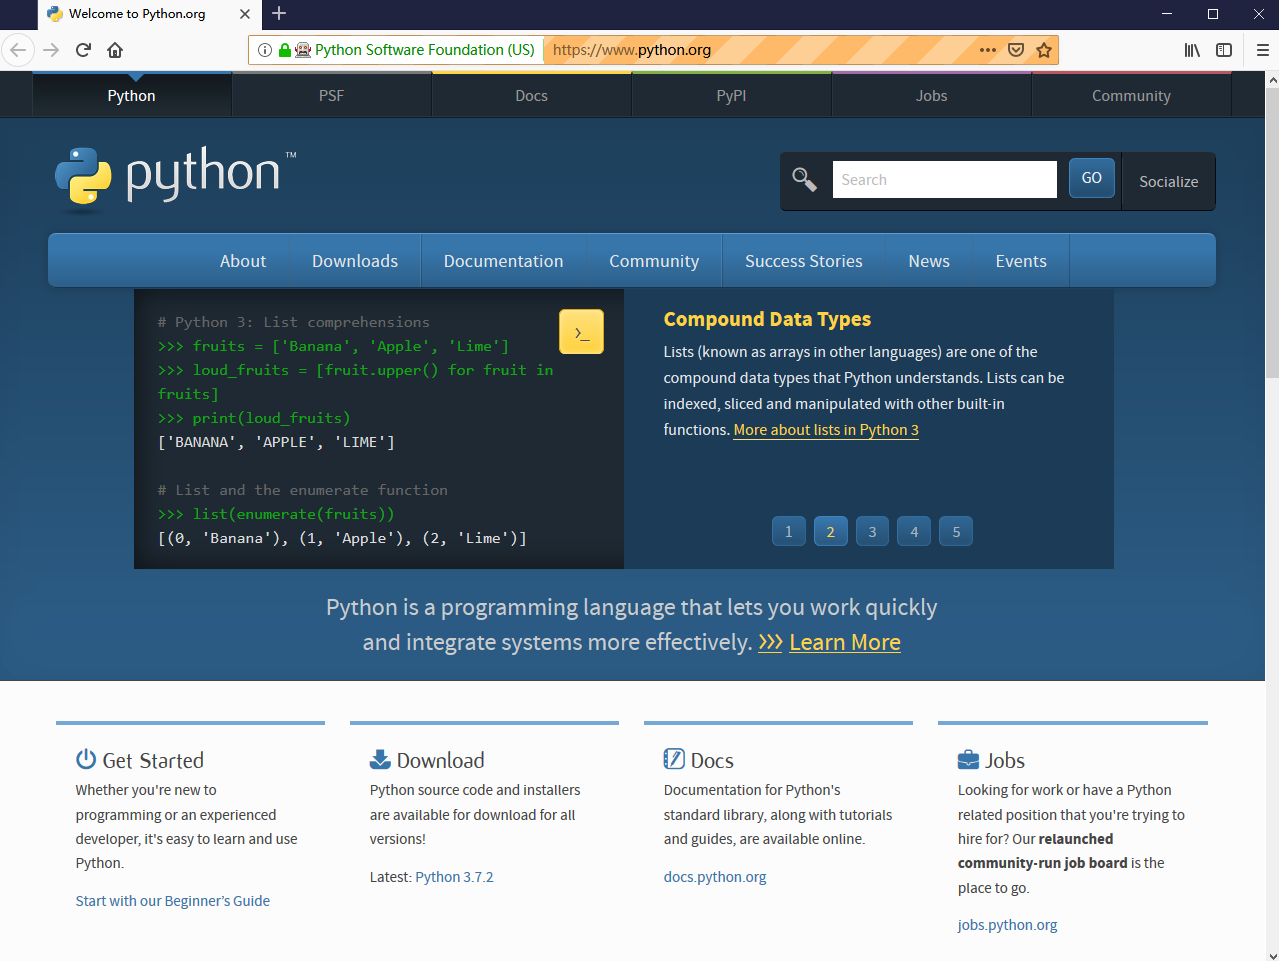 Welcome to Python.org
Python Software Foundation (US) https://www.python.org
Python PSF Docs PyPI Jobs Community
python™
Search GO Socialize
About Downloads Documentation Community Success Stories News Events
# Python 3: List comprehensions
>>> fruits = ['Banana', 'Apple', 'Lime']
>>> loud_fruits = [fruit.upper() for fruit in
fruits]
>>> print(loud_fruits)
['BANANA', 'APPLE', 'LIME']
# List and the enumerate function
>>> list(enumerate(fruits))
[(0, 'Banana'), (1, 'Apple'), (2, 'Lime')]
>_
Compound Data Types
Lists (known as arrays in other languages) are one of the
compound data types that Python understands. Lists can be
indexed, sliced and manipulated with other built-in
functions. More about lists in Python 3
1 2 3 4 5
Python is a programming language that lets you work quickly
and integrate systems more effectively. >>> Learn More
Get Started
Whether you're new to
programming or an experienced
developer, it's easy to learn and use
Python.
Start with our Beginner’s Guide
Download
Python source code and installers
are available for download for all
versions!
Latest: Python 3.7.2
Docs
Documentation for Python's
standard library, along with tutorials
and guides, are available online.
docs.python.org
Jobs
Looking for work or have a Python
related position that you're trying to
hire for? Our relaunched
community-run job board is the
place to go.
jobs.python.org